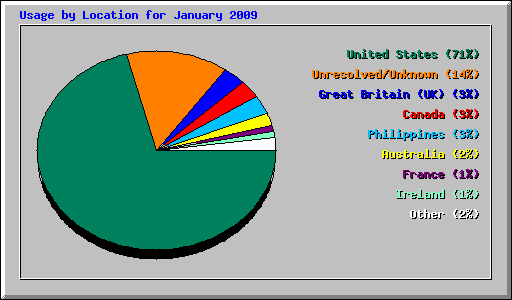 Usage by Location for January 2009
United States (71%)
Unresolved/Unknown (14%)
Great Britain (UK) (3%)
Canada (3%)
Philippines (3%)
Australia (2%)
France (1%)
Ireland (1%)
Other (2%)